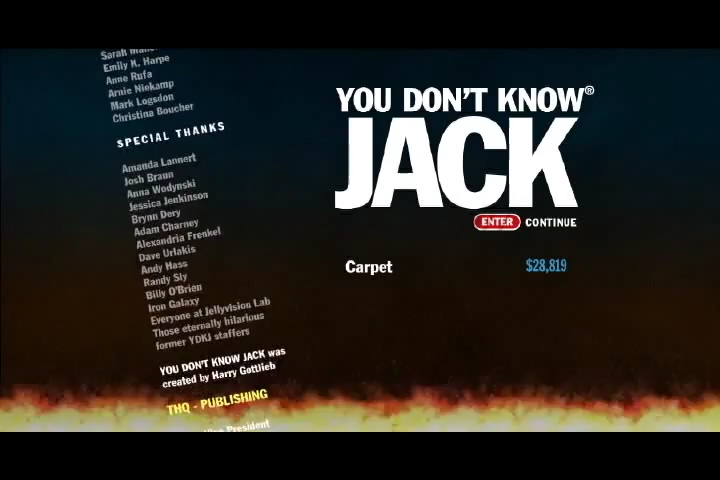 Sarah
Emily K. Harpe
Anne Rufa
Arnie Niekamp
Mark Logsdon
Christina Boucher
SPECIAL THANKS
Amanda Lannert
Josh Braun
Anna Wodynski
Jessica Jenkinson
Brynn Dery
Adam Charney
Alexandria Frenkel
Dave Urlakis
Andy Hass
Randy Sly
Billy O'Brien
Iron Galaxy
Everyone at Jellyvision Lab
Those eternally hilarious
former YDKJ staffers
YOU DON'T KNOW JACK was
created by Harry Gottlieb
THQ - PUBLISHING
President
YOU DON'T KNOW®
JACK
ENTER CONTINUE
Carpet $28,819